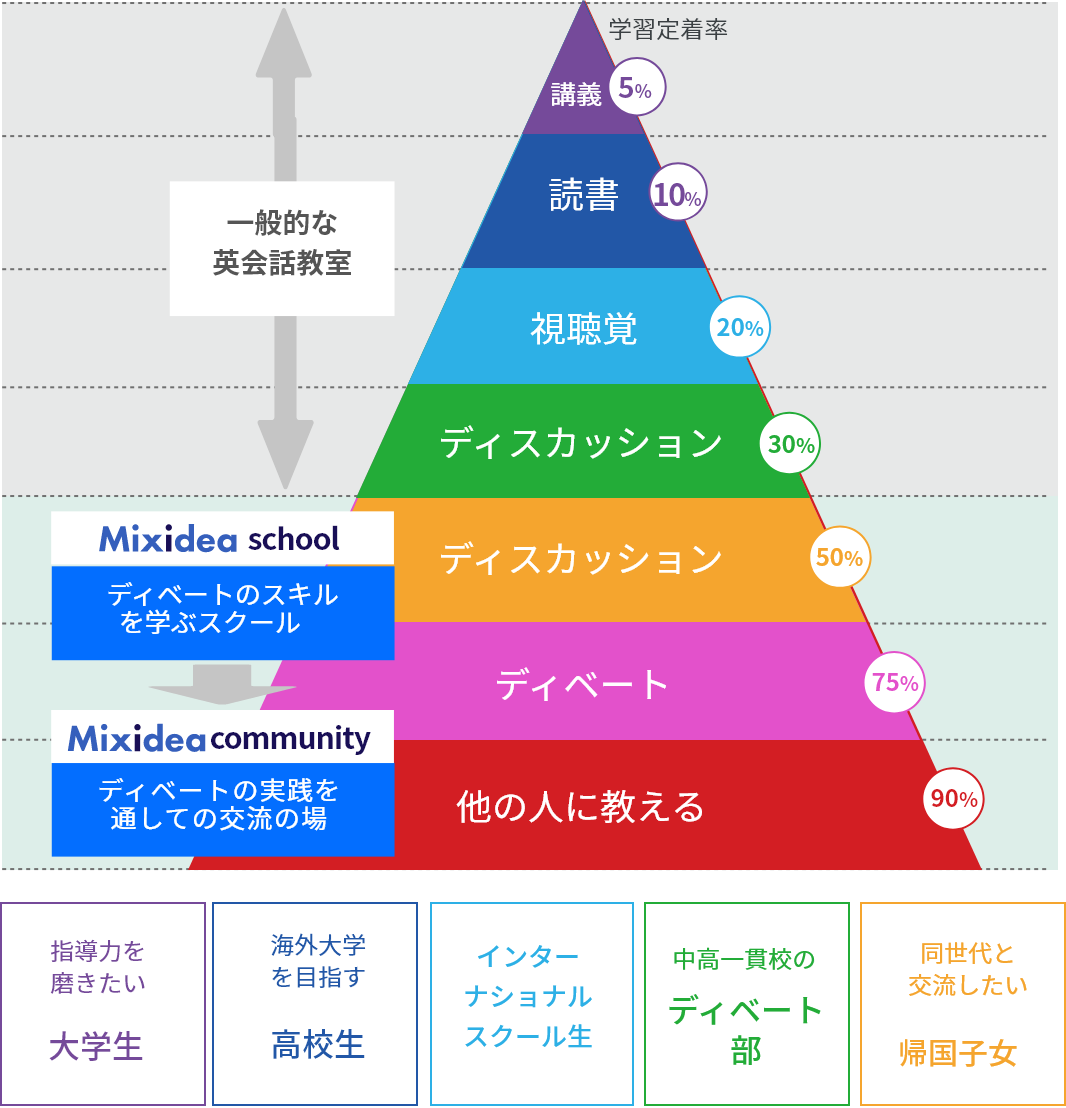 学習定着率
講義
5%
読書
10%
一般的な
英会話教室
視聴覚
20%
ディスカッション
30%
Mixidea school
ディベートのスキル
を学ぶスクール
ディスカッション
50%
ディベート
75%
Mixidea community
ディベートの実践を
通しての交流の場
他の人に教える
90%
指導力を
磨きたい
大学生
海外大学
を目指す
高校生
インター
ナショナル
スクール生
中高一貫校の
ディベート
部
同世代と
交流したい
帰国子女